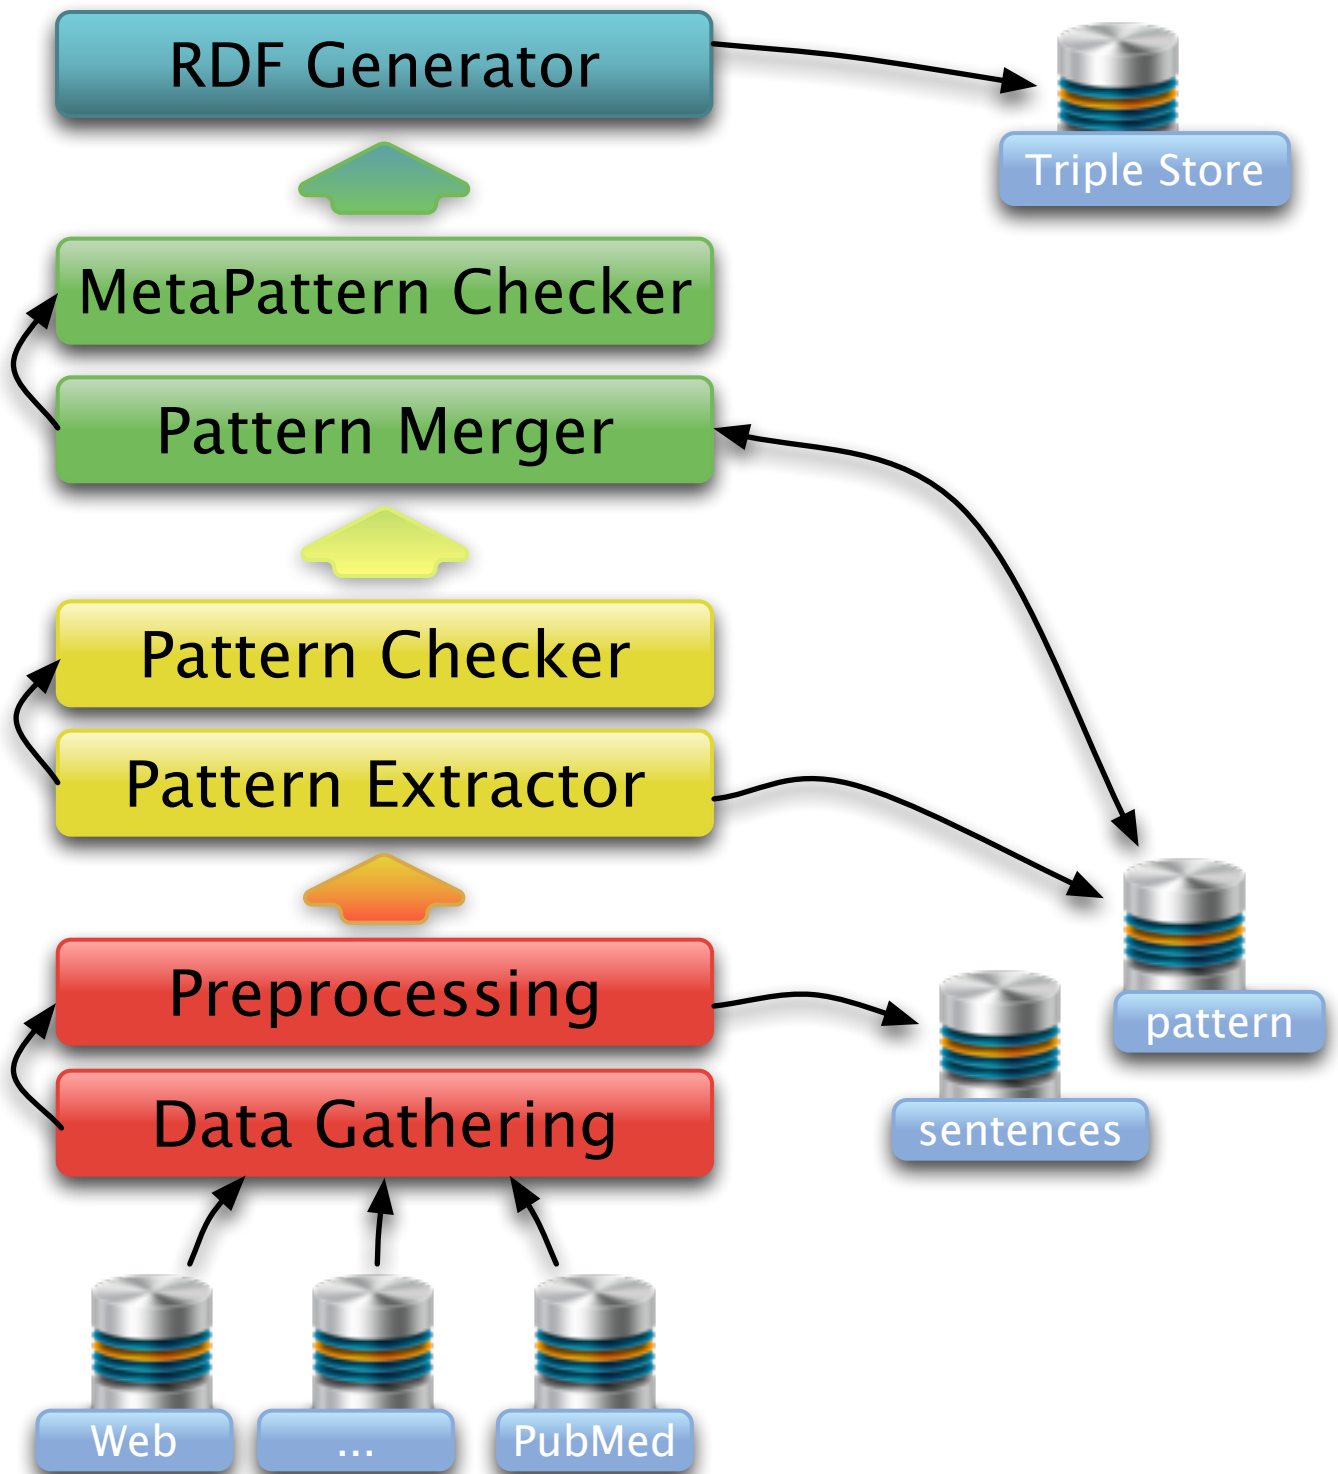 RDF Generator
Triple Store
MetaPattern Checker
Pattern Merger
Pattern Checker
Pattern Extractor
Preprocessing
pattern
Data Gathering
sentences
Web
...
PubMed